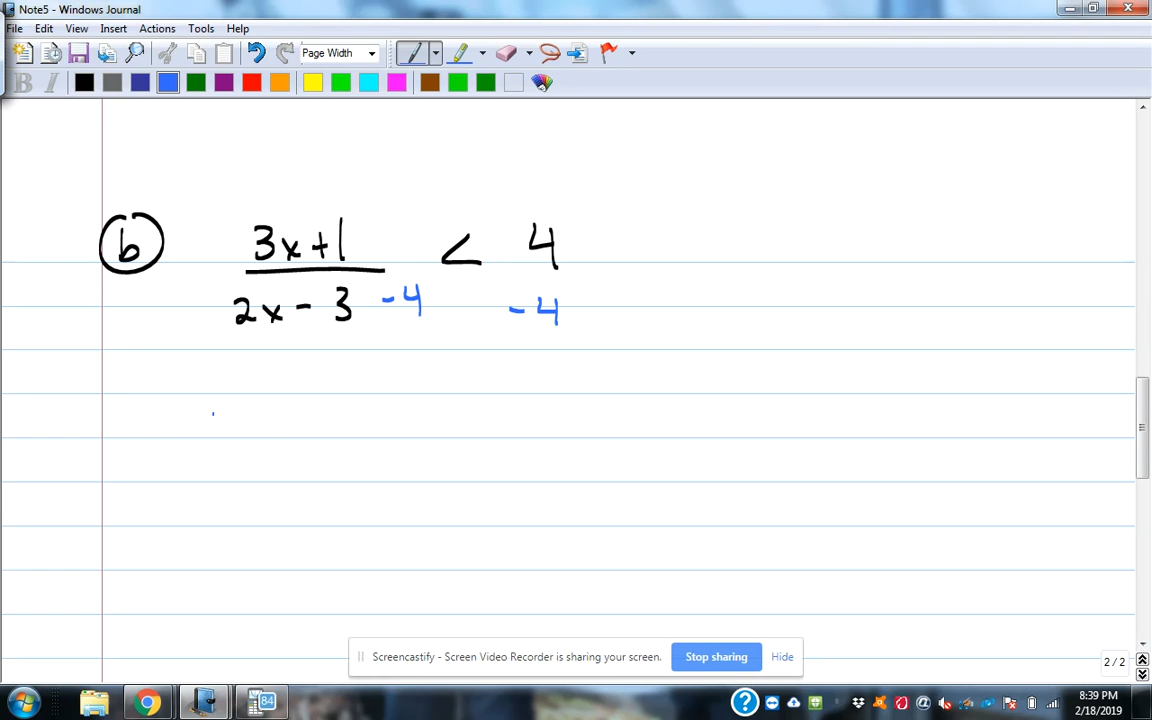 Note5 - Windows Journal
File Edit View Insert Actions Tools Help
Page Width
B I
b 3x+1 < 4
2x - 3 -4 -4
Screencastify - Screen Video Recorder is sharing your screen. Stop sharing Hide
2 / 2
84
8:39 PM
2/18/2019